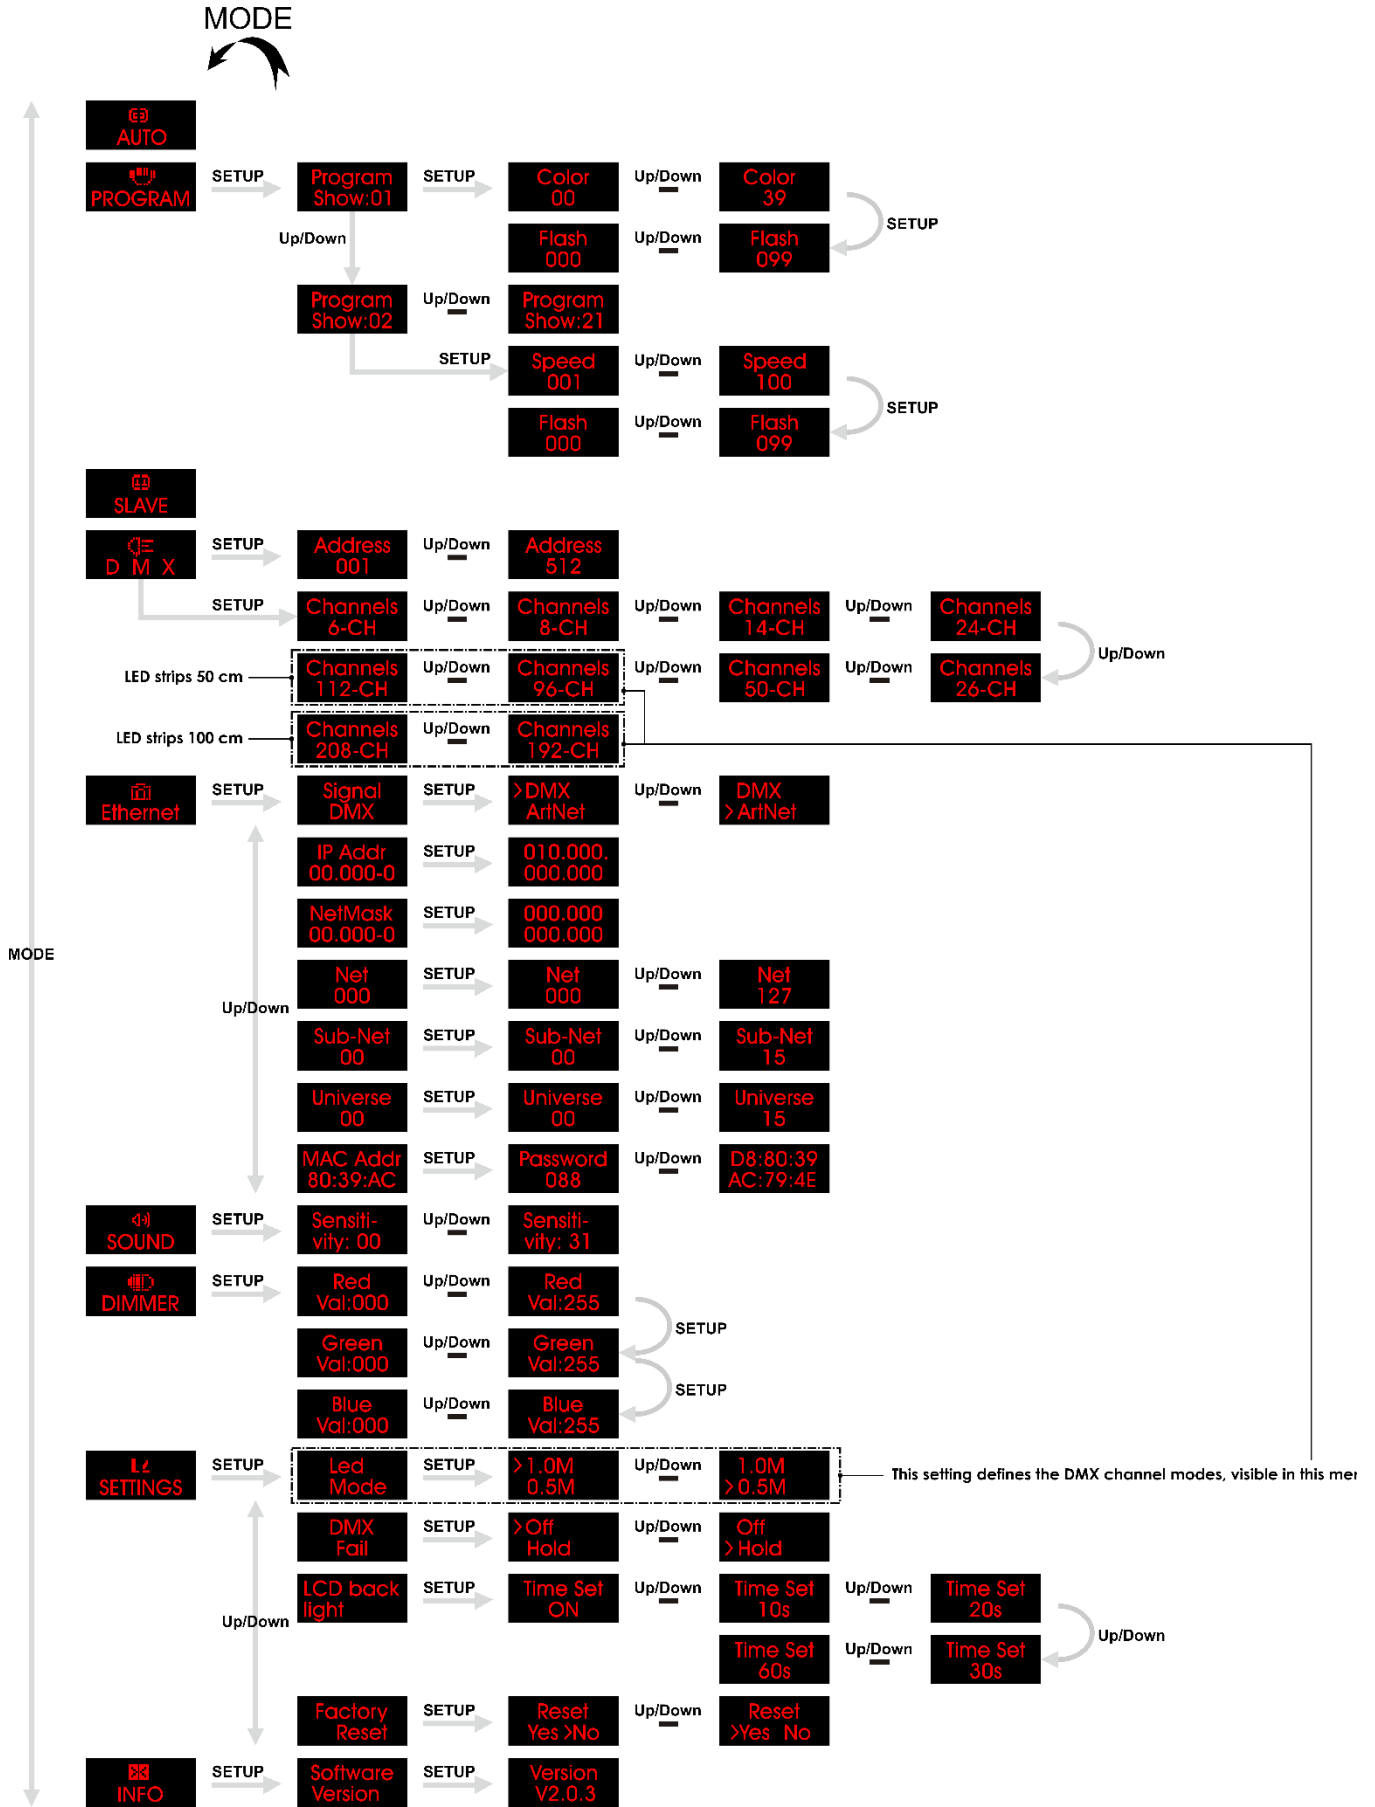 MODE
AUTO
PROGRAM
SETUP
Program
Show:01
SETUP
Color
00
Up/Down
Color
39
SETUP
Up/Down
Flash
000
Up/Down
Flash
099
Program
Show:02
Up/Down
Program
Show:21
SETUP
Speed
001
Up/Down
Speed
100
SETUP
Flash
000
Up/Down
Flash
099
SLAVE
D M X
SETUP
Address
001
Up/Down
Address
512
SETUP
Channels
6-CH
Up/Down
Channels
8-CH
Up/Down
Channels
14-CH
Up/Down
Channels
24-CH
Up/Down
LED strips 50 cm
Channels
112-CH
Up/Down
Channels
96-CH
Up/Down
Channels
50-CH
Up/Down
Channels
26-CH
LED strips 100 cm
Channels
208-CH
Up/Down
Channels
192-CH
Ethernet
SETUP
Signal
DMX
SETUP
>DMX
ArtNet
Up/Down
DMX
>ArtNet
IP Addr
00.000-0
SETUP
010.000.
000.000
NetMask
00.000-0
SETUP
000.000
000.000
MODE
Up/Down
Net
000
SETUP
Net
000
Up/Down
Net
127
Sub-Net
00
SETUP
Sub-Net
00
Up/Down
Sub-Net
15
Universe
00
SETUP
Universe
00
Up/Down
Universe
15
MAC Addr
80:39:AC
SETUP
Password
088
Up/Down
D8:80:39
AC:79:4E
SOUND
SETUP
Sensiti-
vity: 00
Up/Down
Sensiti-
vity: 31
DIMMER
SETUP
Red
Val:000
Up/Down
Red
Val:255
SETUP
Green
Val:000
Up/Down
Green
Val:255
SETUP
Blue
Val:000
Up/Down
Blue
Val:255
SETTINGS
SETUP
Led
Mode
SETUP
>1.0M
0.5M
Up/Down
1.0M
>0.5M
This setting defines the DMX channel modes, visible in this mer
DMX
Fail
SETUP
>Off
Hold
Up/Down
Off
>Hold
Up/Down
LCD back
light
SETUP
Time Set
ON
Up/Down
Time Set
10s
Up/Down
Time Set
20s
Up/Down
Time Set
60s
Up/Down
Time Set
30s
Factory
Reset
SETUP
Reset
Yes >No
Up/Down
Reset
>Yes No
INFO
SETUP
Software
Version
SETUP
Version
V2.0.3